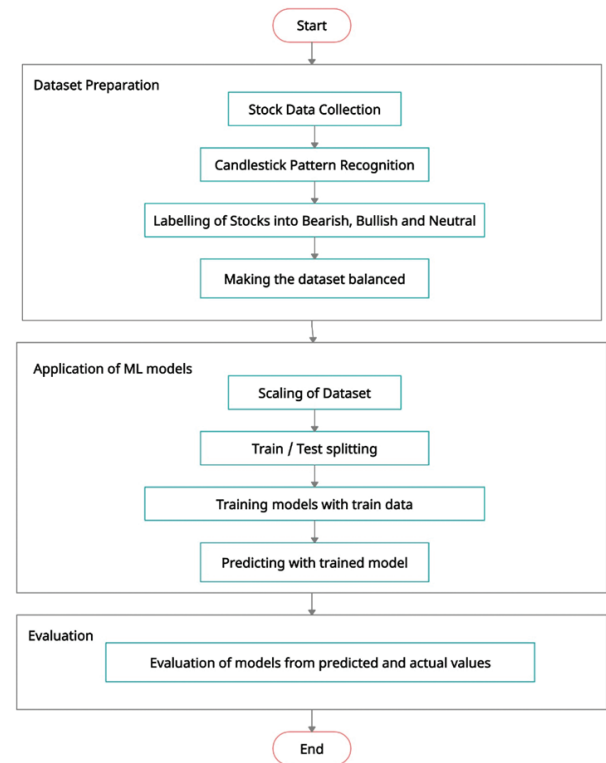 Start
Dataset Preparation
Stock Data Collection
Candlestick Pattern Recognition
Labelling of Stocks into Bearish, Bullish and Neutral
Making the dataset balanced
Application of ML models
Scaling of Dataset
Train / Test splitting
Training models with train data
Predicting with trained model
Evaluation
Evaluation of models from predicted and actual values
End